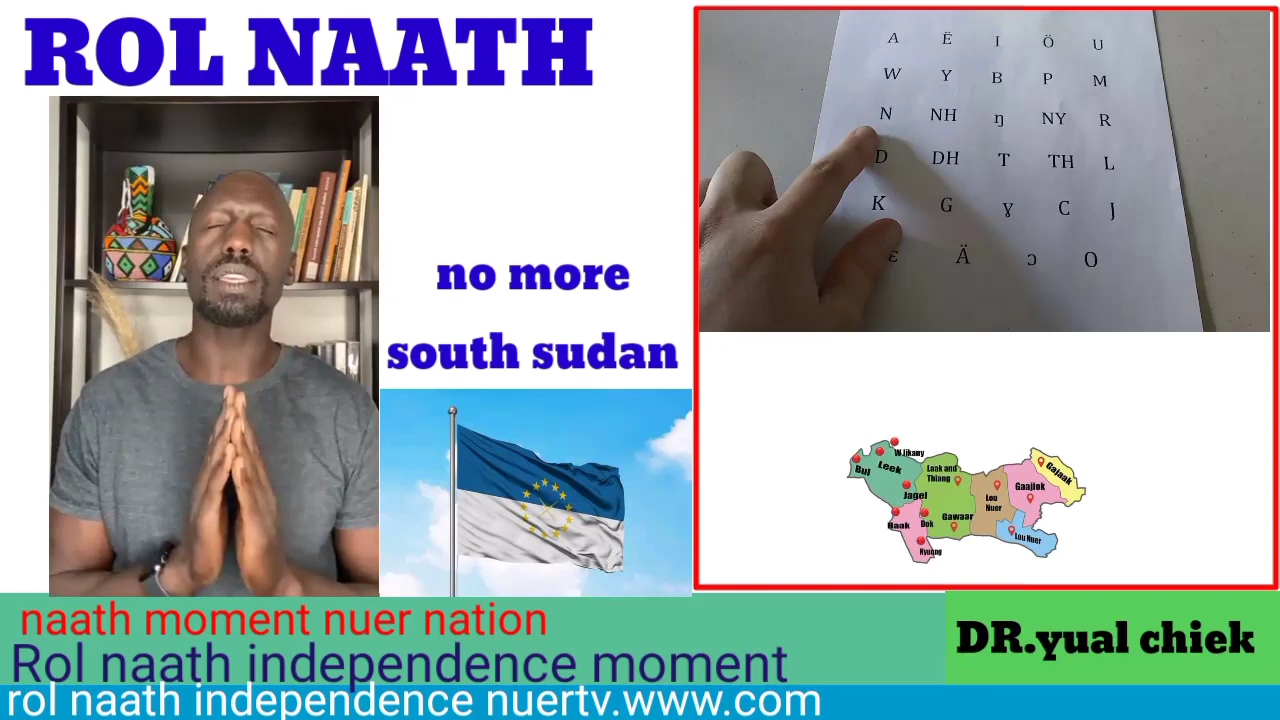 ROL NAATH
no more
south sudan
A Ë I Ö U
W Y B P M
N NH ŋ NY R
D DH T TH L
K G Ɣ C J
ɛ Ä ɔ O
W Jikany
Bul
Leek
Jagel
Haak
Dok
Nyuong
Laak and
Thiang
Gawaar
Lou
Nuer
Gaajiok
Gajaak
Lou Nuer
naath moment nuer nation
Rol naath independence moment
DR.yual chiek
rol naath independence nuertv.www.com